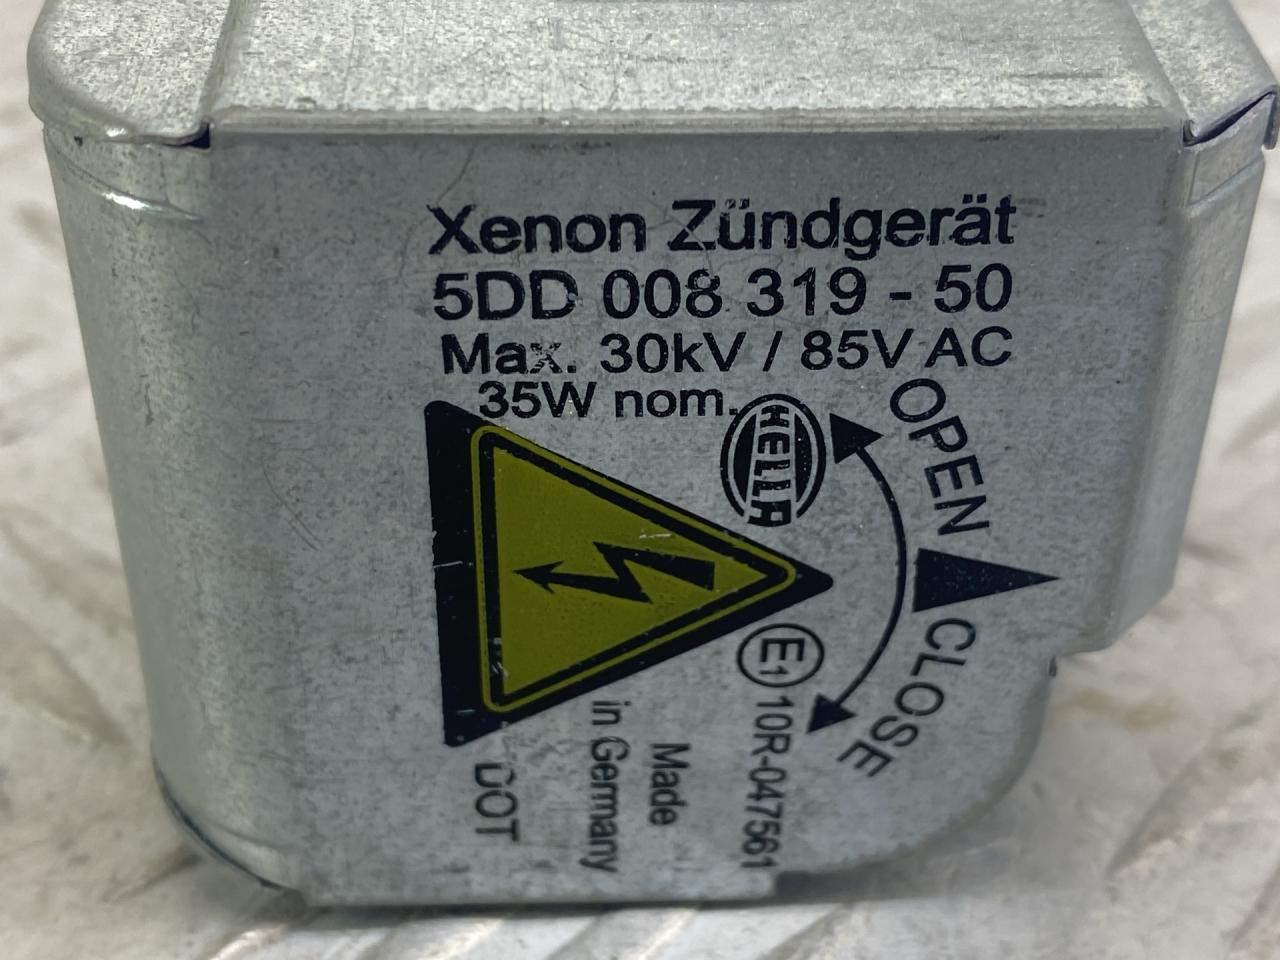 Xenon Zündgerät
5DD 008 319 - 50
Max. 30kV / 85V AC
35W nom.
HELLA
OPEN
CLOSE
E1 10R-047561
Made
in Germany
DOT